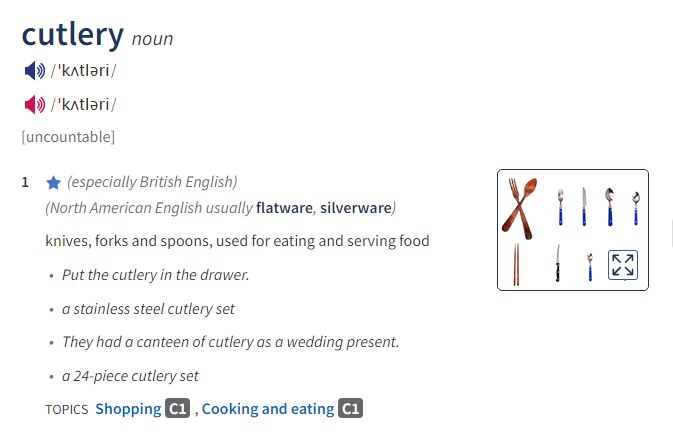 cutlery noun
/ˈkʌtləri/
/ˈkʌtləri/
[uncountable]
1 (especially British English)
(North American English usually flatware, silverware)
knives, forks and spoons, used for eating and serving food
• Put the cutlery in the drawer.
• a stainless steel cutlery set
• They had a canteen of cutlery as a wedding present.
• a 24-piece cutlery set
TOPICS Shopping C1 , Cooking and eating C1